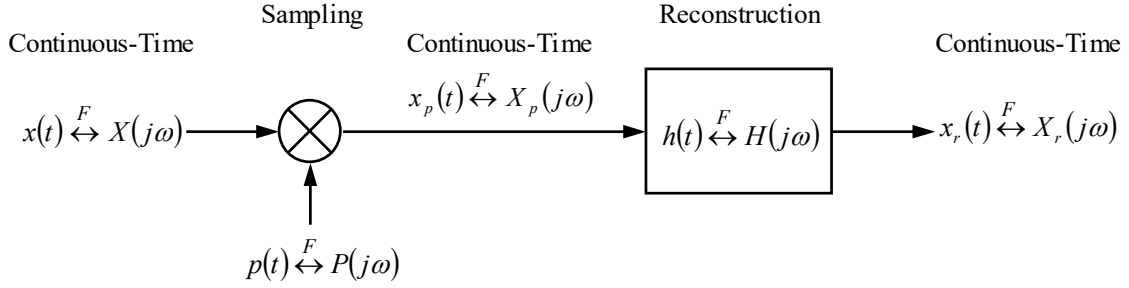 Sampling
Reconstruction
Continuous-Time
Continuous-Time
Continuous-Time
x(t) F↔ X(jω)
x_p(t) F↔ X_p(jω)
h(t) F↔ H(jω)
x_r(t) F↔ X_r(jω)
p(t) F↔ P(jω)